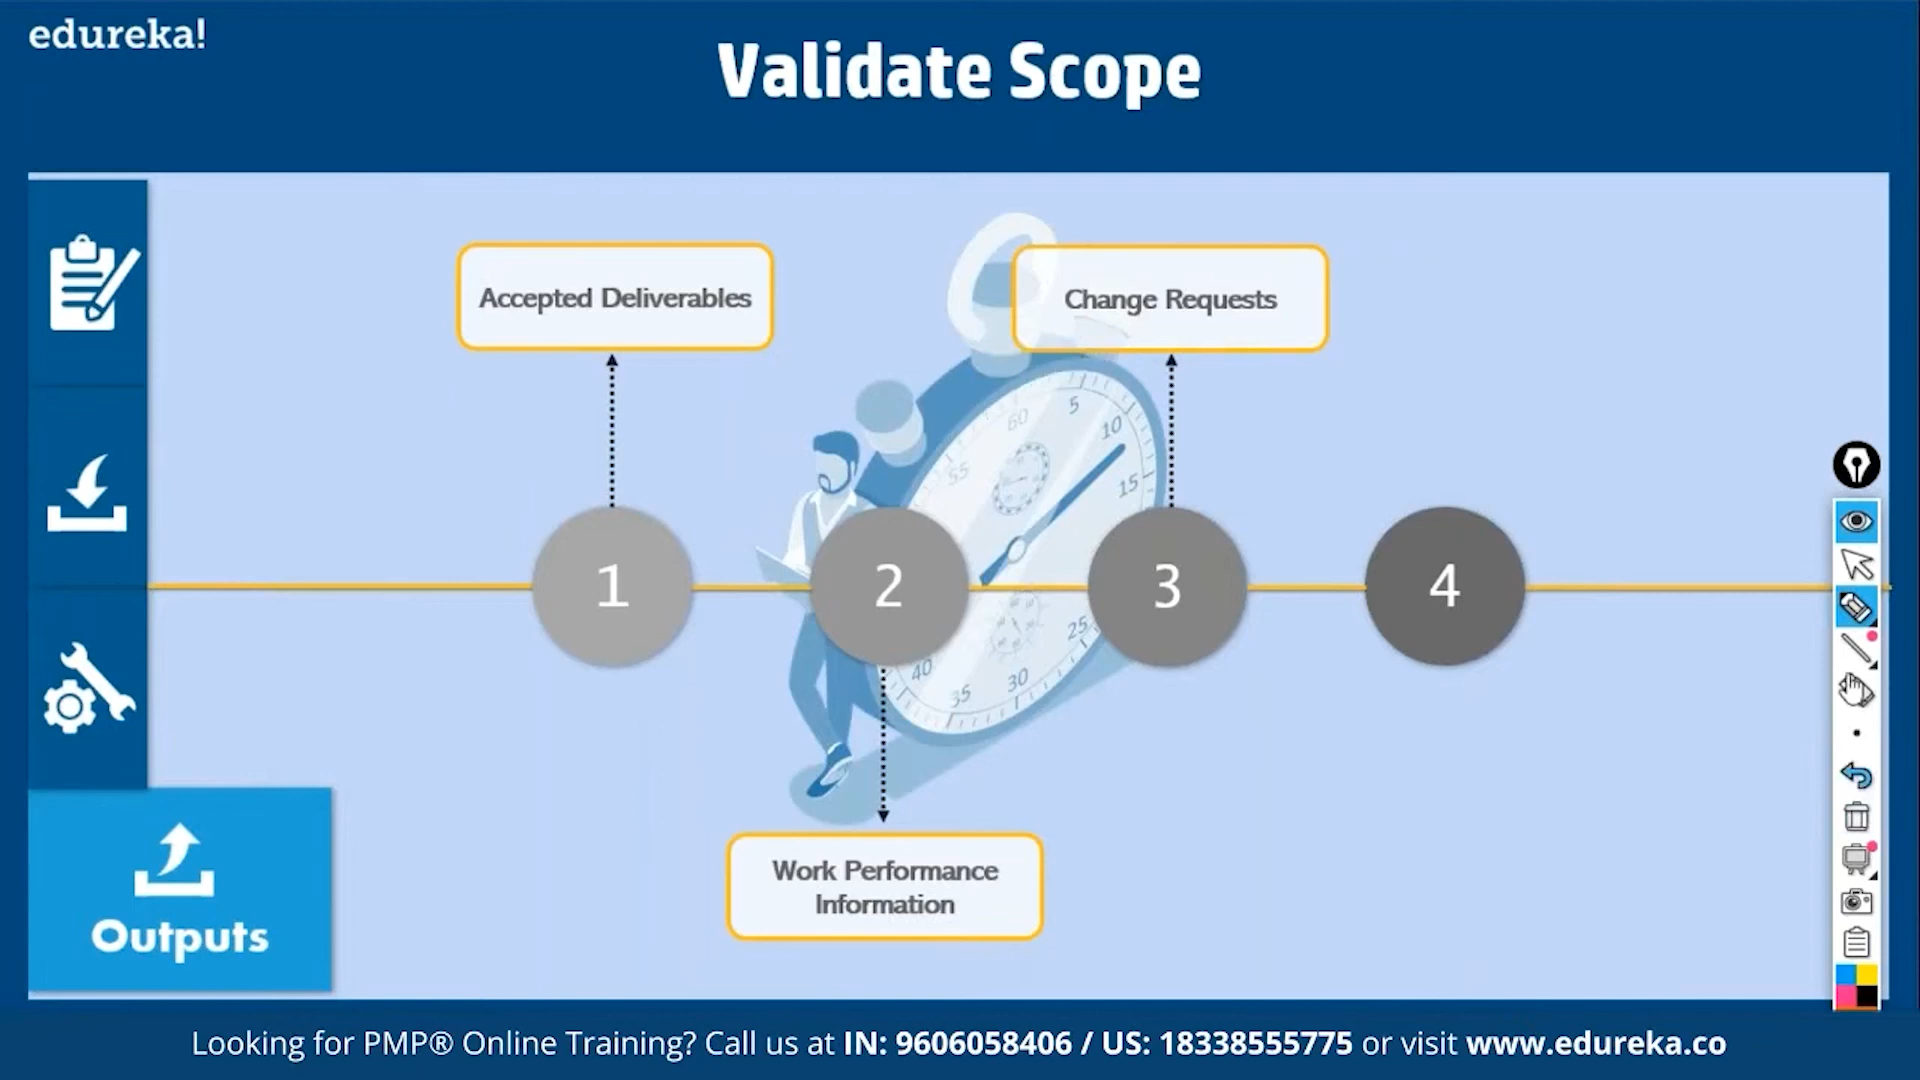 edureka!
Validate Scope
Accepted Deliverables
Change Requests
60
5
10
55
15
1
2
3
4
25
40
35
30
Work Performance
Information
Outputs
Looking for PMP® Online Training? Call us at IN: 9606058406 / US: 18338555775 or visit www.edureka.co